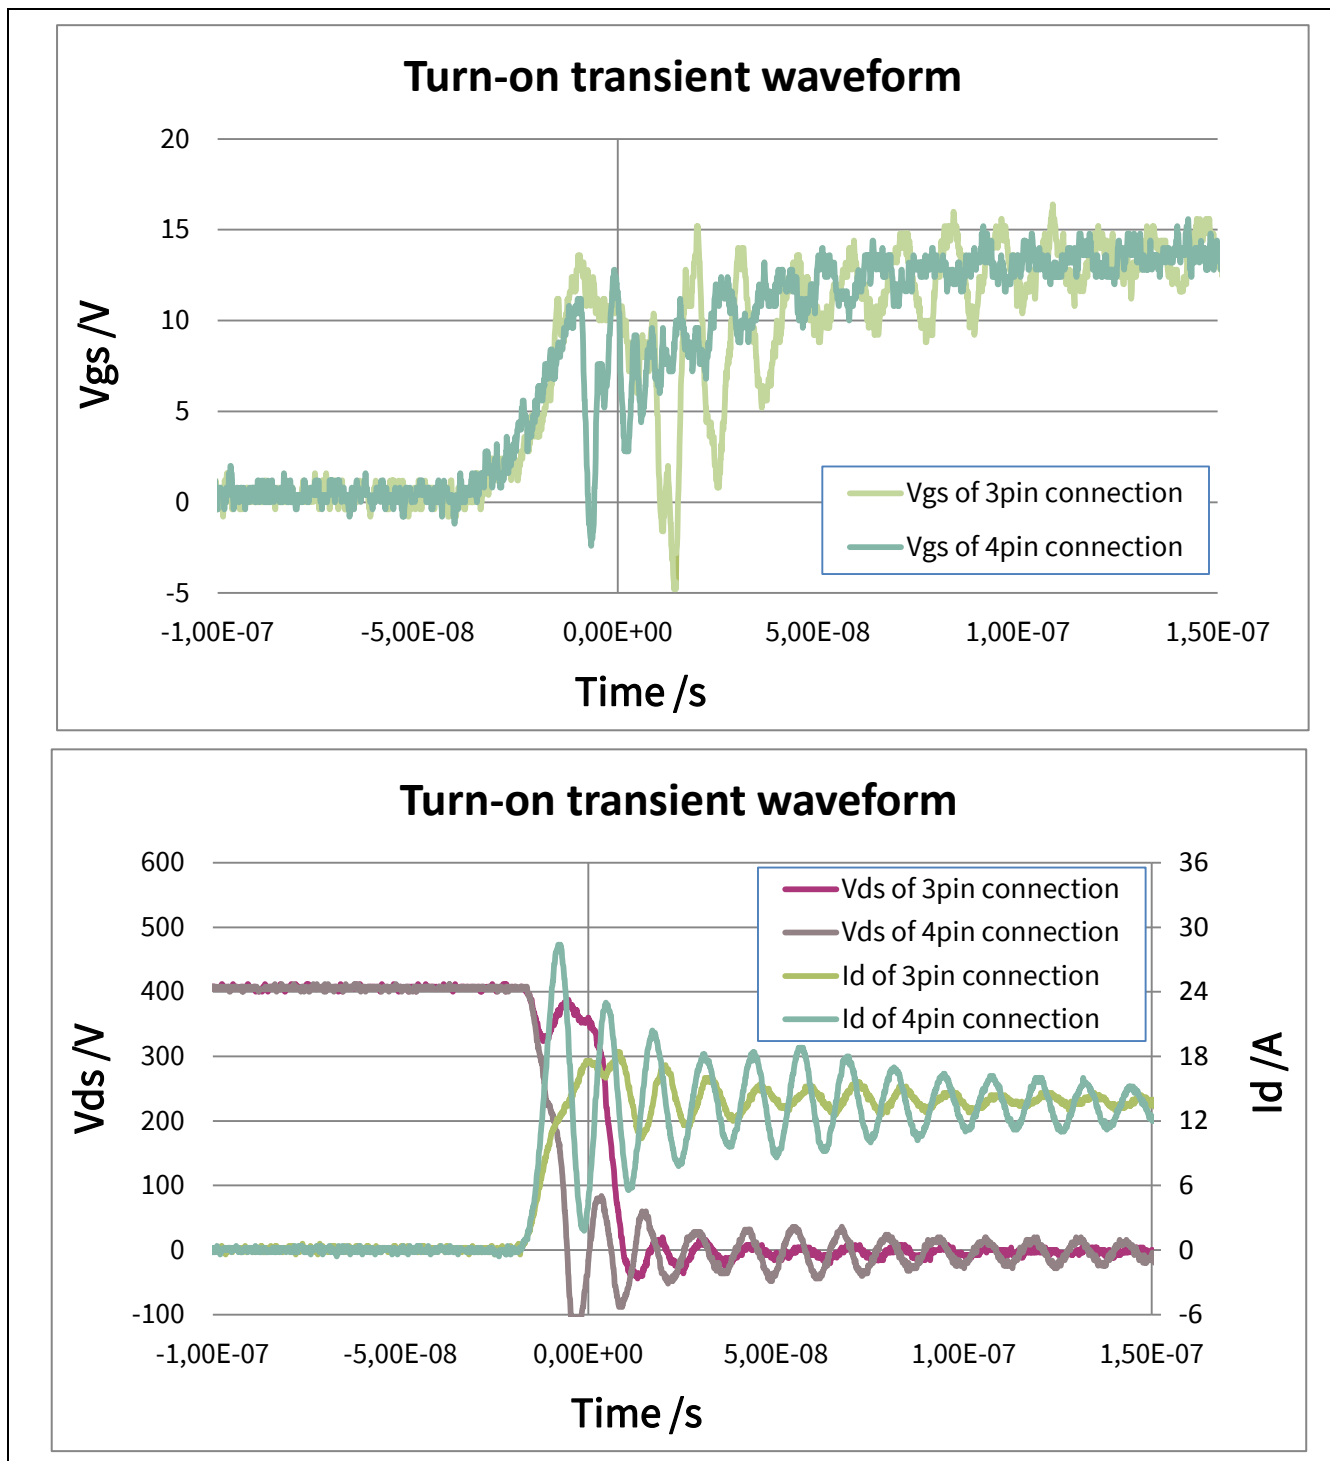 Turn-on transient waveform
20
15
10
5
0
-5
Vgs /V
Vgs of 3pin connection
Vgs of 4pin connection
-1,00E-07 -5,00E-08 0,00E+00 5,00E-08 1,00E-07 1,50E-07
Time /s
Turn-on transient waveform
600
500
400
300
200
100
0
-100
Vds /V
Vds of 3pin connection
Vds of 4pin connection
Id of 3pin connection
Id of 4pin connection
36
30
24
18
12
6
0
-6
Id /A
-1,00E-07 -5,00E-08 0,00E+00 5,00E-08 1,00E-07 1,50E-07
Time /s